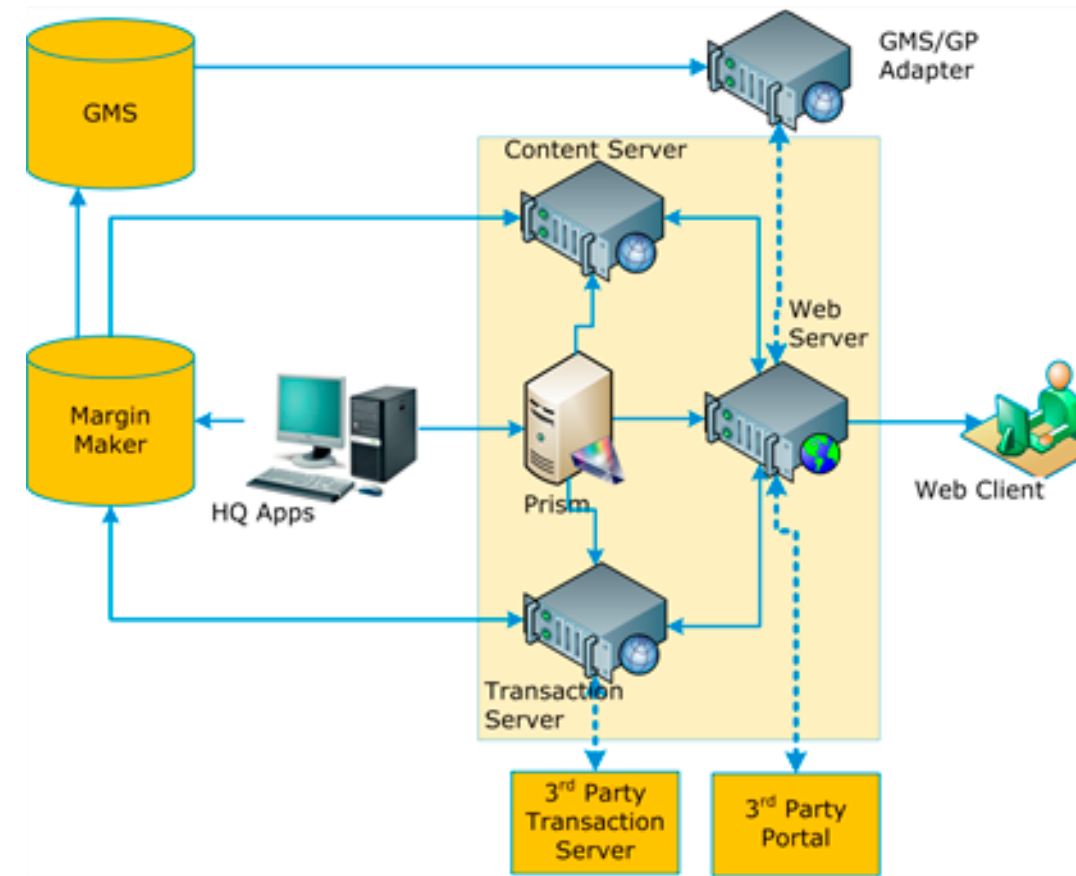 GMS/GP
Adapter
GMS
Content Server
Web
Server
Margin
Maker
HQ Apps
Prism
Web Client
Transaction
Server
3rd Party
Transaction
Server
3rd Party
Portal